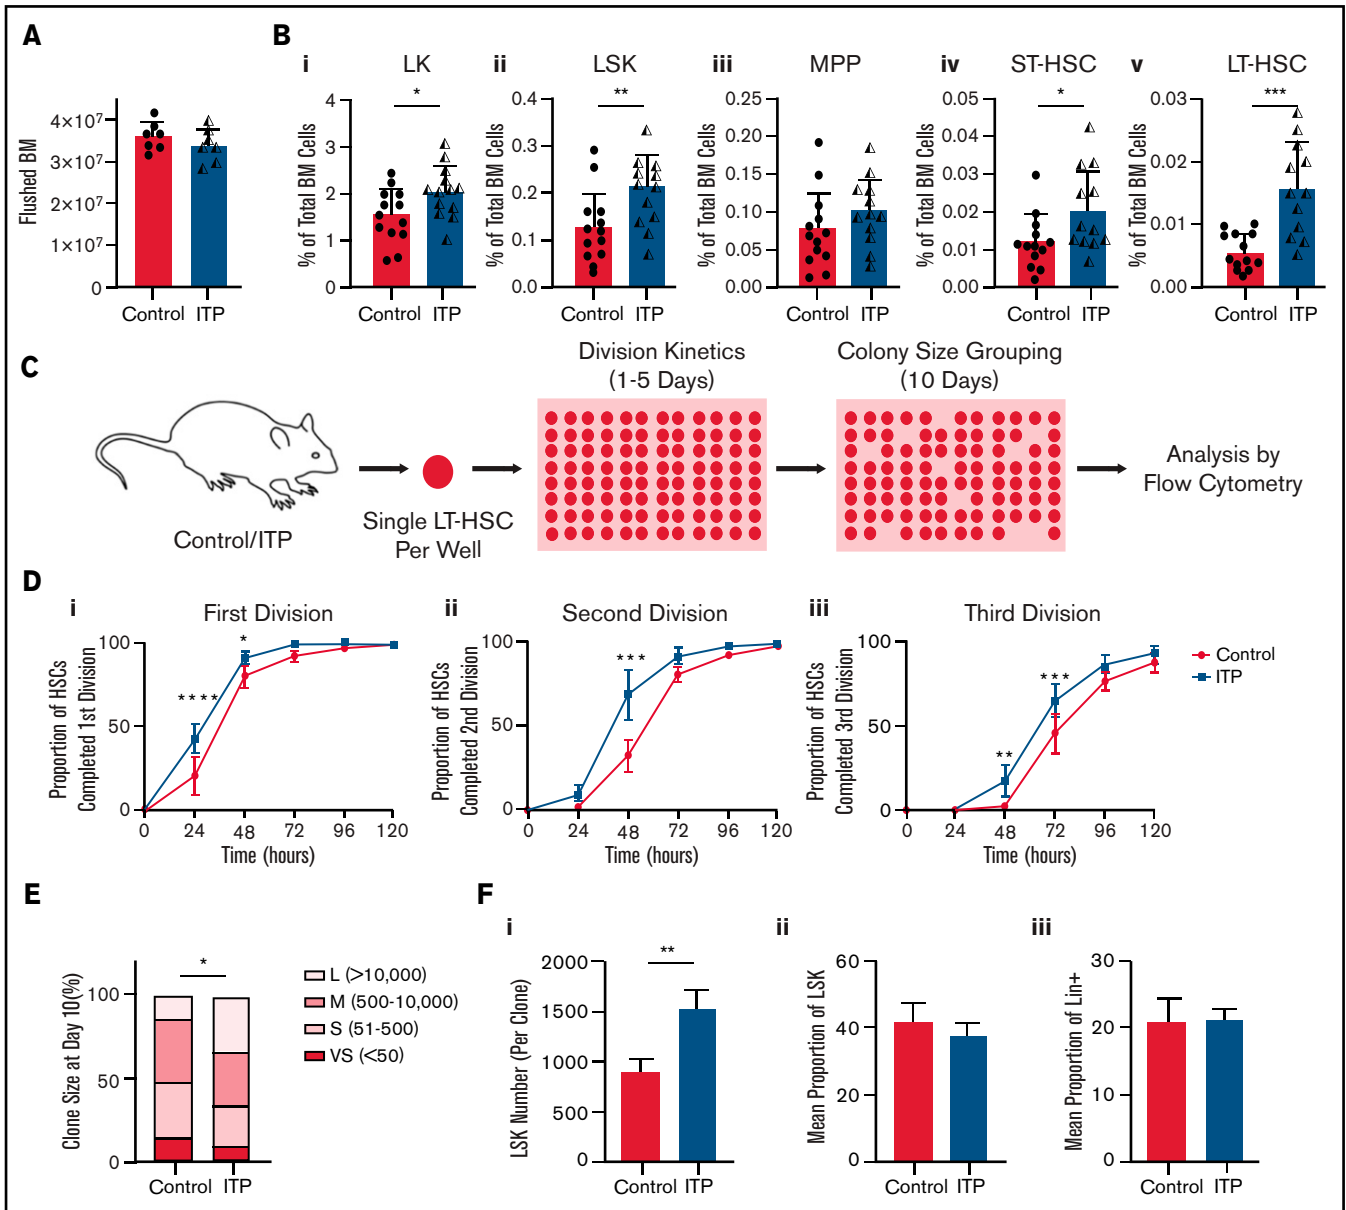 A
Flushed BM
4×10⁷
3×10⁷
2×10⁷
1×10⁷
0
Control ITP
B
i
LK
% of Total BM Cells
4
3
2
1
0
*
Control ITP
ii
LSK
% of Total BM Cells
0.4
0.3
0.2
0.1
0.0
**
Control ITP
iii
MPP
% of Total BM Cells
0.25
0.20
0.15
0.10
0.05
0.00
Control ITP
iv
ST-HSC
% of Total BM Cells
0.05
0.04
0.03
0.02
0.01
0.00
*
Control ITP
v
LT-HSC
% of Total BM Cells
0.03
0.02
0.01
0.00
***
Control ITP
C
Control/ITP
Single LT-HSC
Per Well
Division Kinetics
(1-5 Days)
Colony Size Grouping
(10 Days)
Analysis by
Flow Cytometry
D
i
First Division
Proportion of HSCs
Completed 1st Division
100
50
0
****
*
0 24 48 72 96 120
Time (hours)
ii
Second Division
Proportion of HSCs
Completed 2nd Division
100
50
0
***
0 24 48 72 96 120
Time (hours)
iii
Third Division
Proportion of HSCs
Completed 3rd Division
100
50
0
**
***
0 24 48 72 96 120
Time (hours)
Control
ITP
E
Clone Size at Day 10(%)
100
50
0
*
Control ITP
L (>10,000)
M (500-10,000)
S (51-500)
VS (<50)
F
i
LSK Number (Per Clone)
2000
1500
1000
500
0
**
Control ITP
ii
Mean Proportion of LSK
60
40
20
0
Control ITP
iii
Mean Proportion of Lin+
30
20
10
0
Control ITP